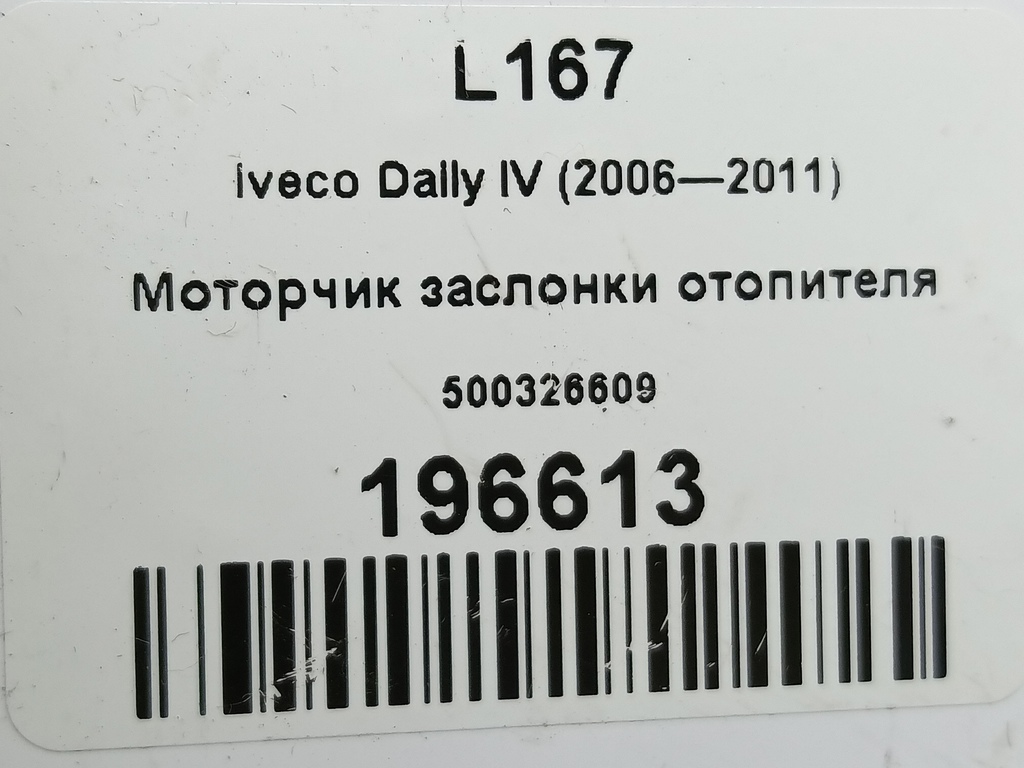 L167
Iveco Daily IV (2006—2011)
Моторчик заслонки отопителя
500326609
196613